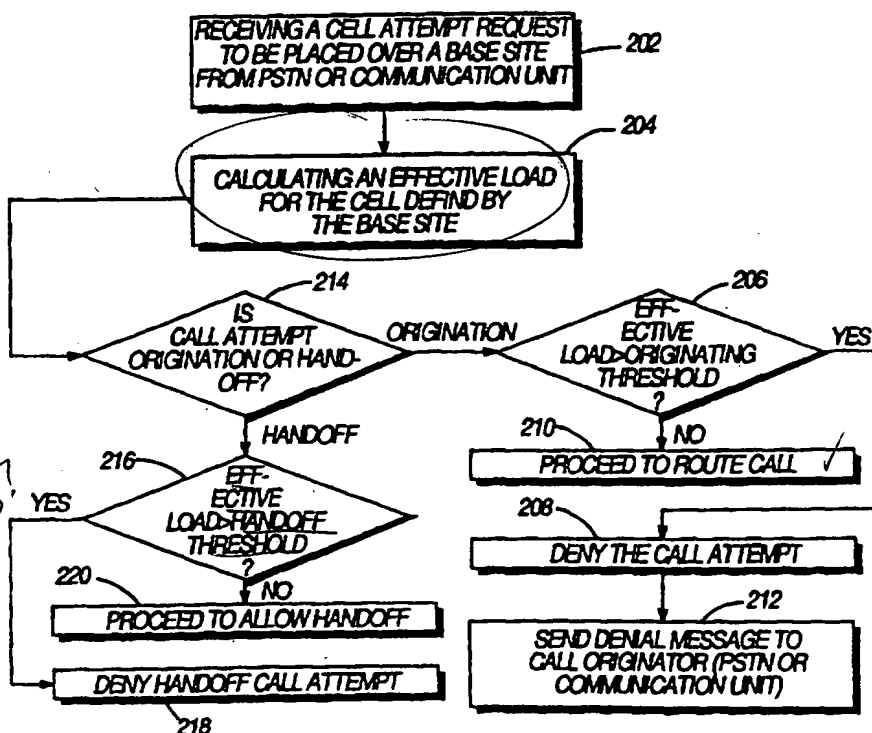 RECEIVING A CELL ATTEMPT REQUEST
TO BE PLACED OVER A BASE SITE
FROM PSTN OR COMMUNICATION UNIT
202
204
CALCULATING AN EFFECTIVE LOAD
FOR THE CELL DEFIND BY
THE BASE SITE
214
IS
CALL ATTEMPT
ORIGINATION OR HAND-
OFF?
ORIGINATION
206
EFF-
ECTIVE
LOAD>ORIGINATING
THRESHOLD
?
YES
HANDOFF
NO
210
PROCEED TO ROUTE CALL
216
YES
EFF-
ECTIVE
LOAD>HANDOFF
THRESHOLD
?
208
DENY THE CALL ATTEMPT
220
NO
PROCEED TO ALLOW HANDOFF
212
SEND DENIAL MESSAGE TO
CALL ORIGINATOR (PSTN OR
COMMUNICATION UNIT)
DENY HANDOFF CALL ATTEMPT
218